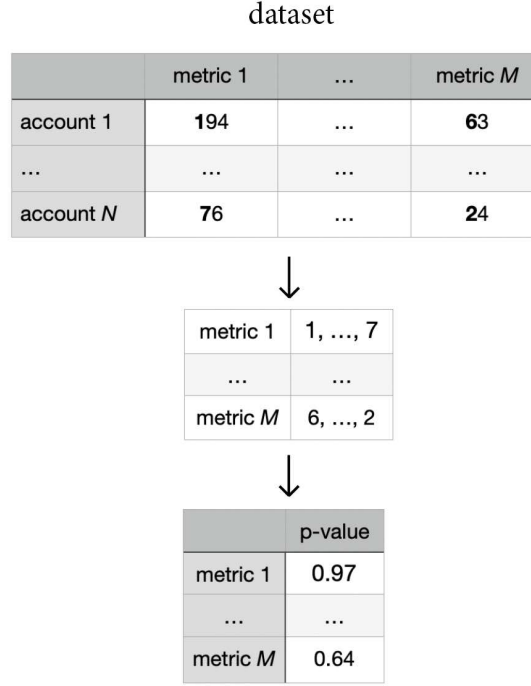 dataset
metric 1 ... metric M
account 1 194 ... 63
... ... ... ...
account N 76 ... 24
metric 1 1, ..., 7
... ...
metric M 6, ..., 2
p-value
metric 1 0.97
... ...
metric M 0.64